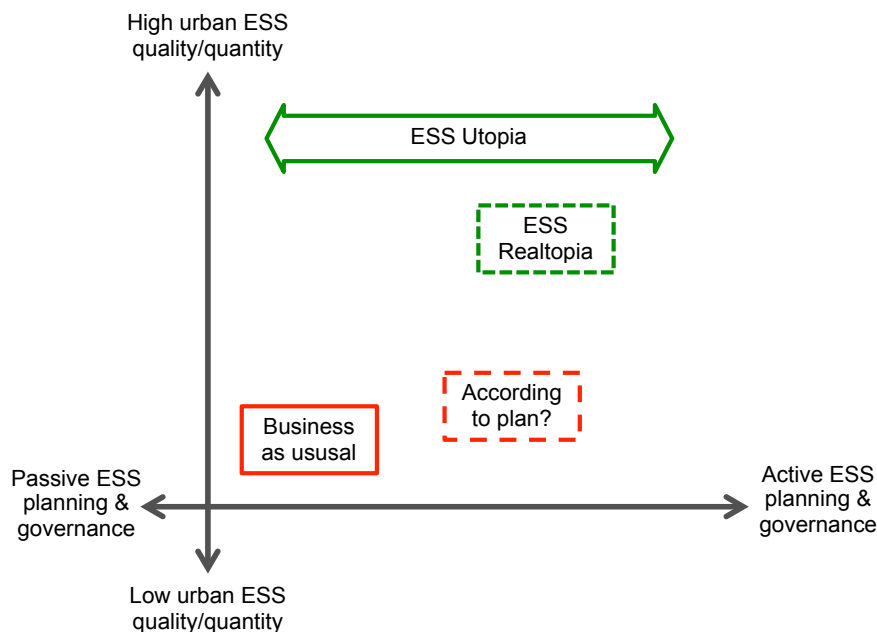 High urban ESS
quality/quantity
ESS Utopia
ESS
Realtopia
According
to plan?
Business
as ususal
Passive ESS
planning &
governance
Active ESS
planning &
governance
Low urban ESS
quality/quantity